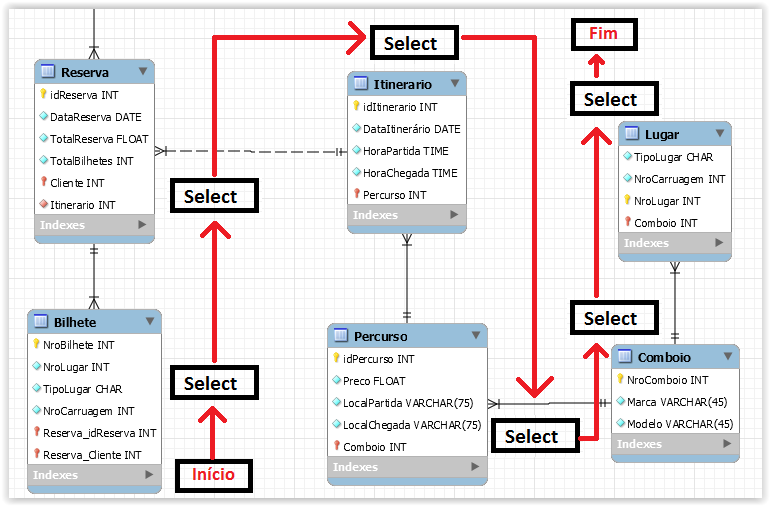 Reserva
idReserva INT
DataReserva DATE
TotalReserva FLOAT
TotalBilhetes INT
Cliente INT
Itinerario INT
Indexes
Select
Select
Itinerario
idItinerario INT
DataItinerário DATE
HoraPartida TIME
HoraChegada TIME
Percurso INT
Indexes
Fim
Select
Lugar
TipoLugar CHAR
NroCarruagem INT
NroLugar INT
Comboio INT
Indexes
Bilhete
NroBilhete INT
NroLugar INT
TipoLugar CHAR
NroCarruagem INT
Reserva_idReserva INT
Reserva_Cliente INT
Indexes
Select
Início
Percurso
idPercurso INT
Preco FLOAT
LocalPartida VARCHAR(75)
LocalChegada VARCHAR(75)
Comboio INT
Indexes
Select
Select
Comboio
NroComboio INT
Marca VARCHAR(45)
Modelo VARCHAR(45)
Indexes